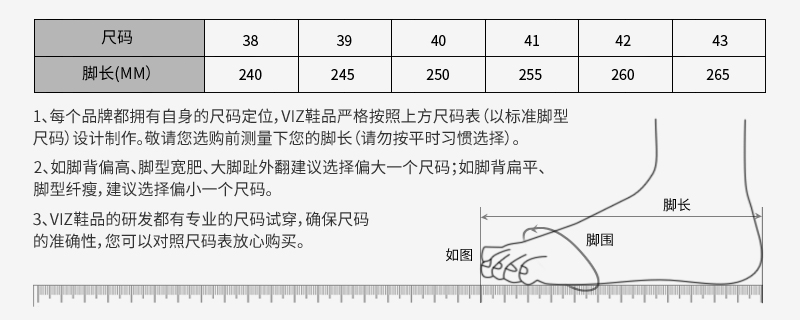 尺码 38 39 40 41 42 43
脚长(MM) 240 245 250 255 260 265
1、每个品牌都拥有自身的尺码定位，VIZ鞋品严格按照上方尺码表（以标准脚型
尺码）设计制作。敬请您选购前测量下您的脚长（请勿按平时习惯选择）。
2、如脚背偏高、脚型宽肥、大脚趾外翻建议选择偏大一个尺码；如脚背扁平、
脚型纤瘦，建议选择偏小一个尺码。
3、VIZ鞋品的研发都有专业的尺码试穿，确保尺码
的准确性，您可以对照尺码表放心购买。
脚长
脚围
如图